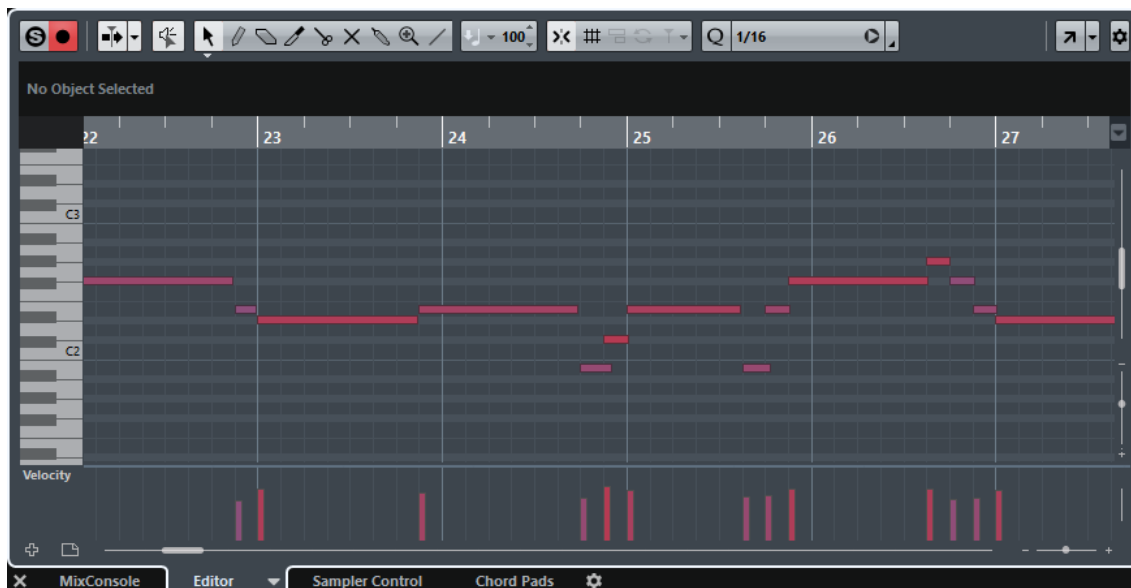 100
Q 1/16
No Object Selected
22 23 24 25 26 27
C3
C2
Velocity
MixConsole Editor Sampler Control Chord Pads